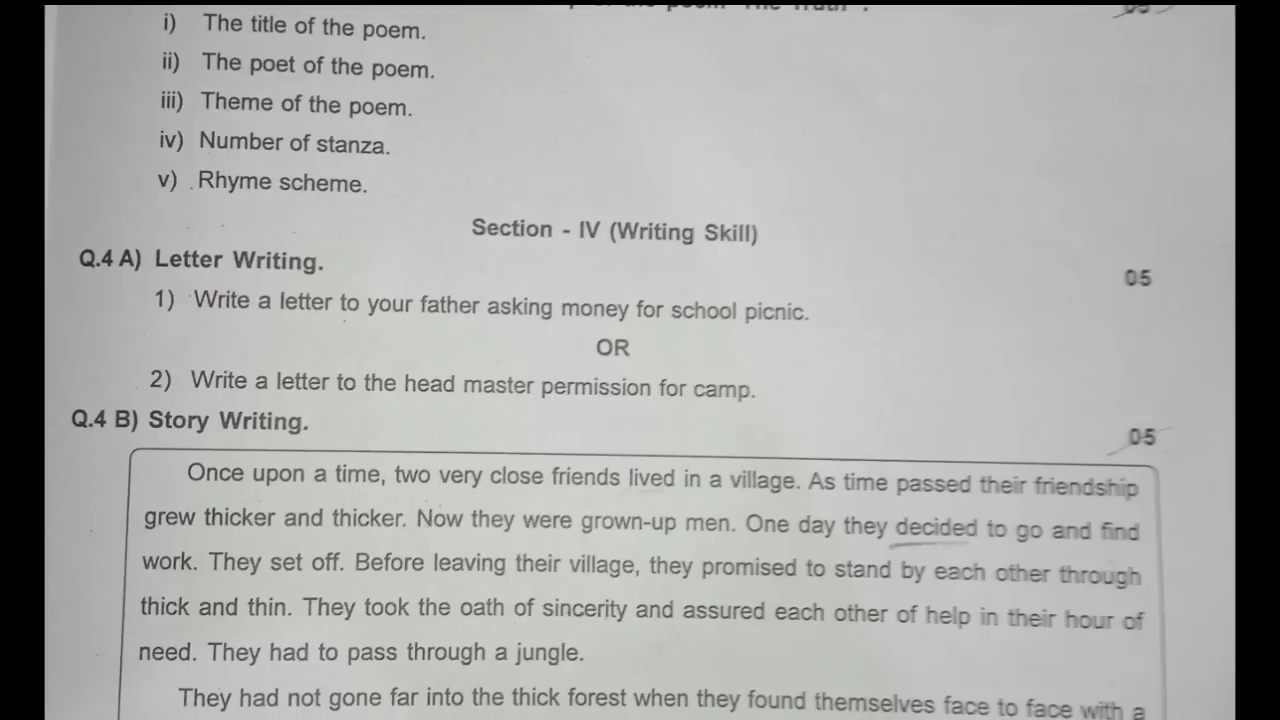 poem "The Truth".
i) The title of the poem.
ii) The poet of the poem.
iii) Theme of the poem.
iv) Number of stanza.
v) Rhyme scheme.
Section - IV (Writing Skill)
Q.4 A) Letter Writing.
05
1) Write a letter to your father asking money for school picnic.
OR
2) Write a letter to the head master permission for camp.
Q.4 B) Story Writing.
05
Once upon a time, two very close friends lived in a village. As time passed their friendship
grew thicker and thicker. Now they were grown-up men. One day they decided to go and find
work. They set off. Before leaving their village, they promised to stand by each other through
thick and thin. They took the oath of sincerity and assured each other of help in their hour of
need. They had to pass through a jungle.
They had not gone far into the thick forest when they found themselves face to face with a